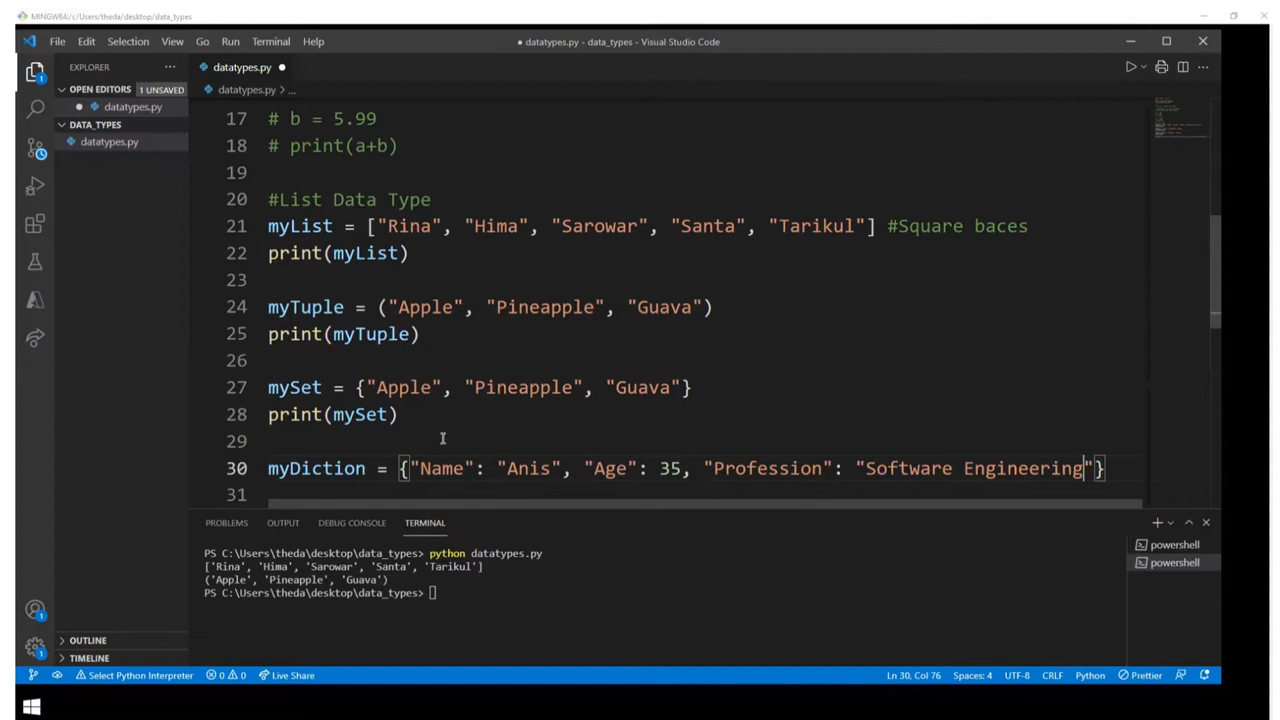 MINGW64:/c/Users/theda/desktop/data_types
File Edit Selection View Go Run Terminal Help
datatypes.py - data_types - Visual Studio Code
EXPLORER
datatypes.py
OPEN EDITORS 1 UNSAVED
datatypes.py > ...
datatypes.py
DATA_TYPES
datatypes.py
17 # b = 5.99
18 # print(a+b)
19
20 #List Data Type
21 myList = ["Rina", "Hima", "Sarowar", "Santa", "Tarikul"] #Square baces
22 print(myList)
23
24 myTuple = ("Apple", "Pineapple", "Guava")
25 print(myTuple)
26
27 mySet = {"Apple", "Pineapple", "Guava"}
28 print(mySet)
29
30 myDiction = {"Name": "Anis", "Age": 35, "Profession": "Software Engineering"}
31
PROBLEMS OUTPUT DEBUG CONSOLE TERMINAL
PS C:\Users\theda\desktop\data_types> python datatypes.py
['Rina', 'Hima', 'Sarowar', 'Santa', 'Tarikul']
('Apple', 'Pineapple', 'Guava')
PS C:\Users\theda\desktop\data_types>
powershell
powershell
OUTLINE
TIMELINE
Select Python Interpreter 0 0 Live Share Ln 30, Col 76 Spaces: 4 UTF-8 CRLF Python Prettier